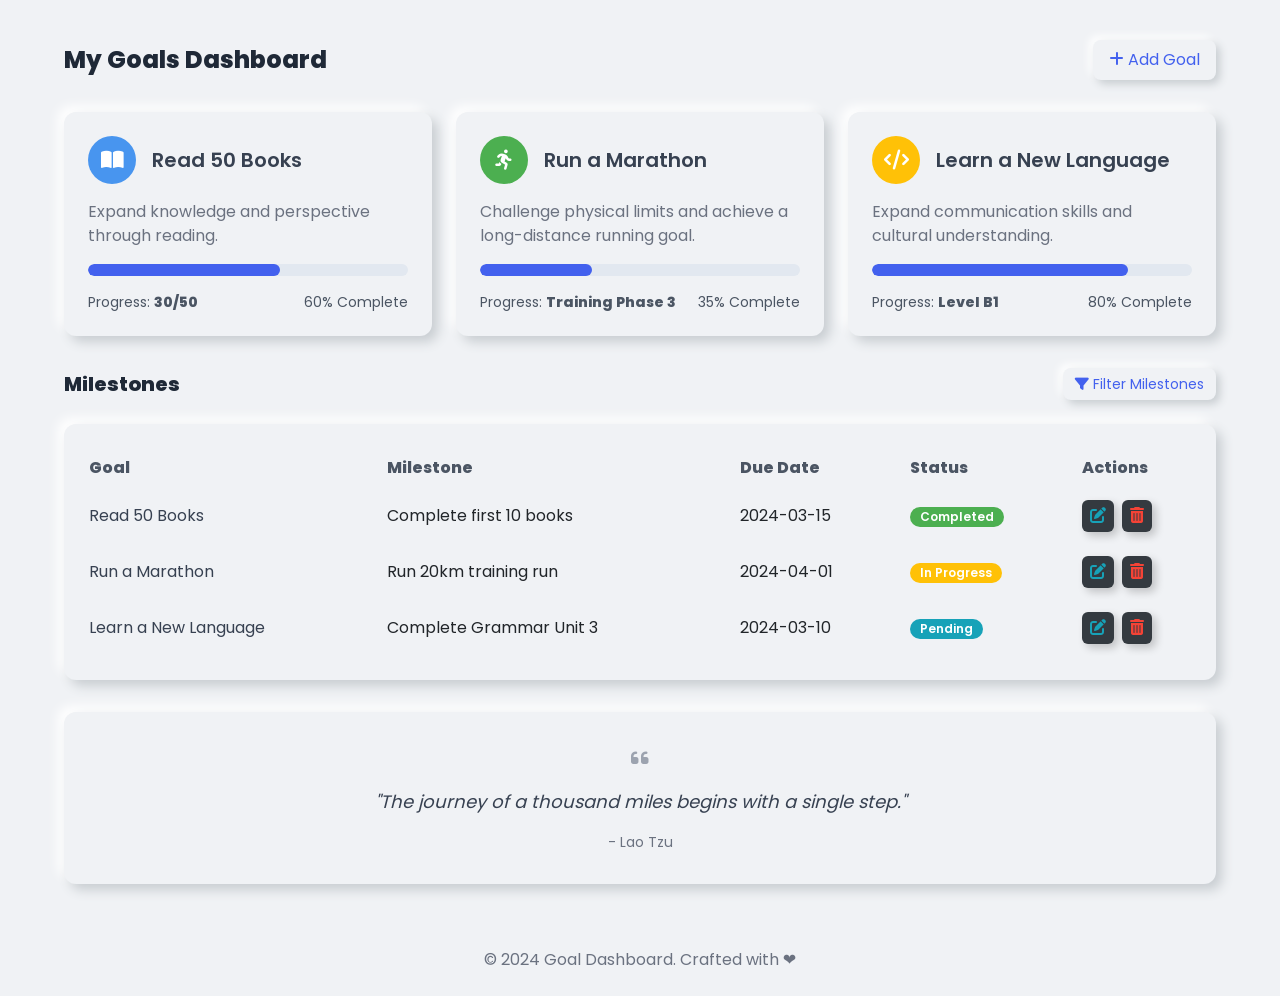 My Goals Dashboard
Add Goal
Read 50 Books
Expand knowledge and perspective
through reading.
Progress: 30/50 60% Complete
Run a Marathon
Challenge physical limits and achieve a
long-distance running goal.
Progress: Training Phase 3 35% Complete
Learn a New Language
Expand communication skills and
cultural understanding.
Progress: Level B1 80% Complete
Milestones
Filter Milestones
Goal Milestone Due Date Status Actions
Read 50 Books Complete first 10 books 2024-03-15 Completed
Run a Marathon Run 20km training run 2024-04-01 In Progress
Learn a New Language Complete Grammar Unit 3 2024-03-10 Pending
"The journey of a thousand miles begins with a single step."
- Lao Tzu
© 2024 Goal Dashboard. Crafted with ❤